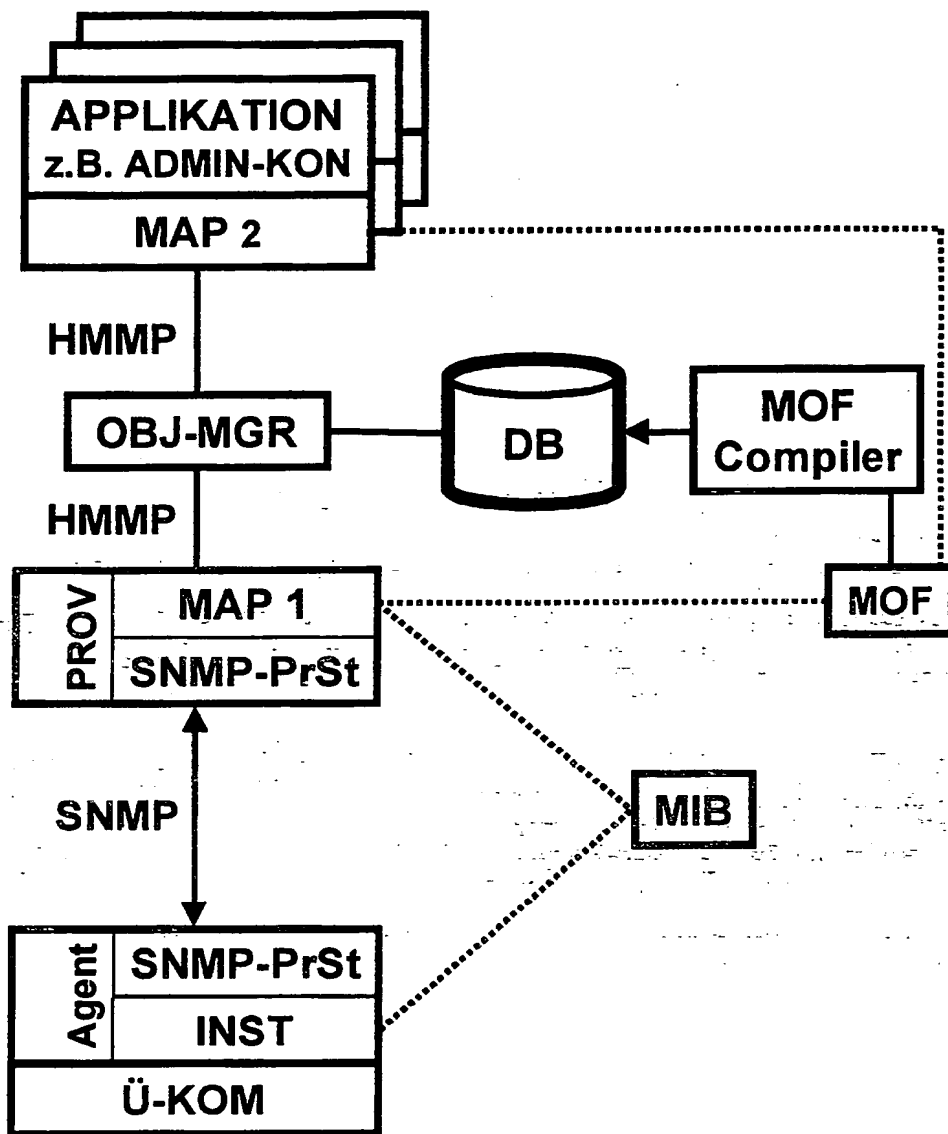 APPLIKATION
z.B. ADMIN-KON
MAP 2
HMMP
OBJ-MGR
DB
MOF
Compiler
HMMP
PROV
MAP 1
SNMP-PrSt
MOF
SNMP
MIB
Agent
SNMP-PrSt
INST
Ü-KOM